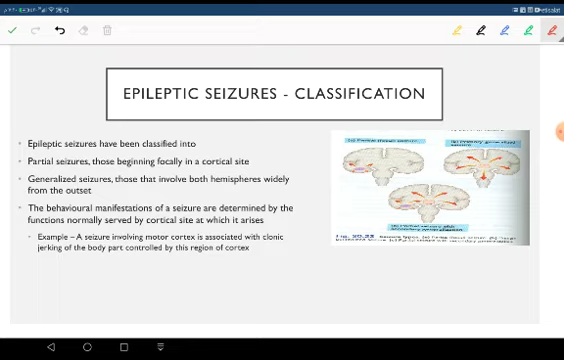 EPILEPTIC SEIZURES - CLASSIFICATION
Epileptic seizures have been classified into
Partial seizures, those beginning focally in a cortical site
Generalized seizures, those that involve both hemispheres widely
from the outset
The behavioural manifestations of a seizure are determined by the
functions normally served by cortical site at which it arises
Example – A seizure involving motor cortex is associated with clonic
jerking of the body part controlled by this region of cortex